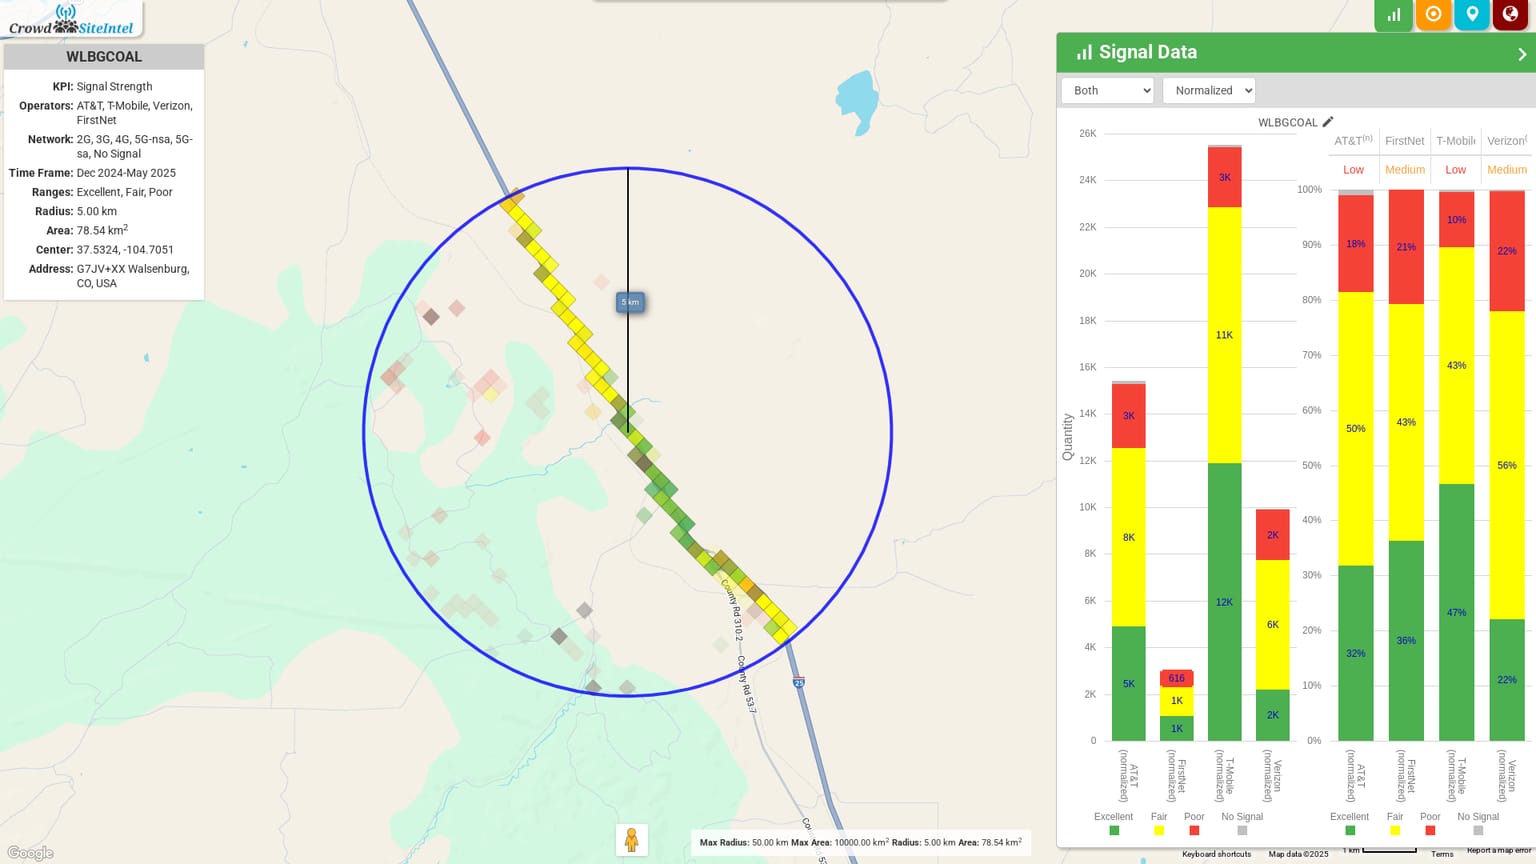 Crowd SiteIntel
WLBGCOAL
KPI: Signal Strength
Operators: AT&T, T-Mobile, Verizon,
FirstNet
Network: 2G, 3G, 4G, 5G-nsa, 5G-
sa, No Signal
Time Frame: Dec 2024-May 2025
Ranges: Excellent, Fair, Poor
Radius: 5.00 km
Area: 78.54 km²
Center: 37.5324, -104.7051
Address: G7JV+XX Walsenburg,
CO, USA
5 km
County Rd 310.2
County Rd 53.7
25
Google
Max Radius: 50.00 km Max Area: 10000.00 km² Radius: 5.00 km Area: 78.54 km²
Signal Data
Both
Normalized
WLBGCOAL
Quantity
26K
24K
22K
20K
18K
16K
14K
12K
10K
8K
6K
4K
2K
0
3K
8K
5K
616
1K
1K
3K
11K
12K
2K
6K
2K
AT&T (normalized)
FirstNet (normalized)
T-Mobile (normalized)
Verizon (normalized)
Excellent Fair Poor No Signal
AT&T(n) FirstNet T-Mobile Verizon(
Low Medium Low Medium
100%
90%
80%
70%
60%
50%
40%
30%
20%
10%
0%
18%
50%
32%
21%
43%
36%
10%
43%
47%
22%
56%
22%
AT&T (normalized)
FirstNet (normalized)
T-Mobile (normalized)
Verizon (normalized)
Excellent Fair Poor No Signal
Keyboard shortcuts Map data ©2025 1 km Terms Report a map error